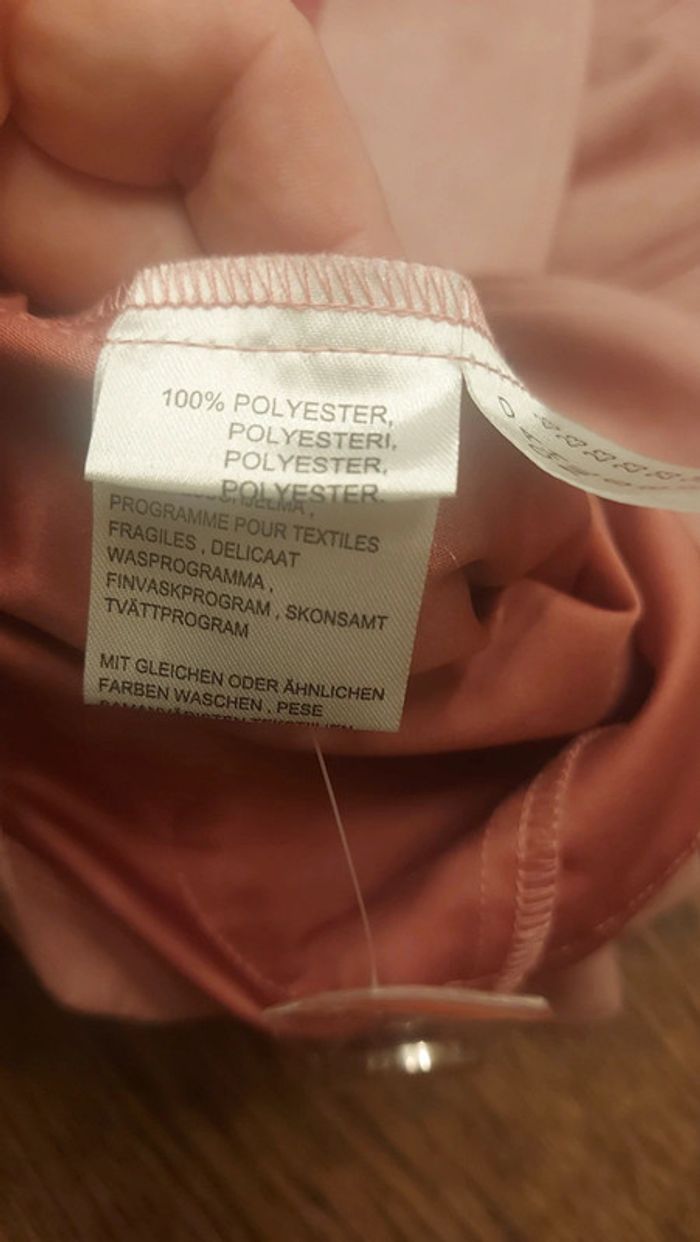 100% POLYESTER,
POLYESTERI,
POLYESTER,
POLYESTER.
PROGRAMME POUR TEXTILES
FRAGILES , DELICAAT
WASPROGRAMMA ,
FINVASKPROGRAM , SKONSAMT
TVÄTTPROGRAM
MIT GLEICHEN ODER ÄHNLICHEN
FARBEN WASCHEN , PESE